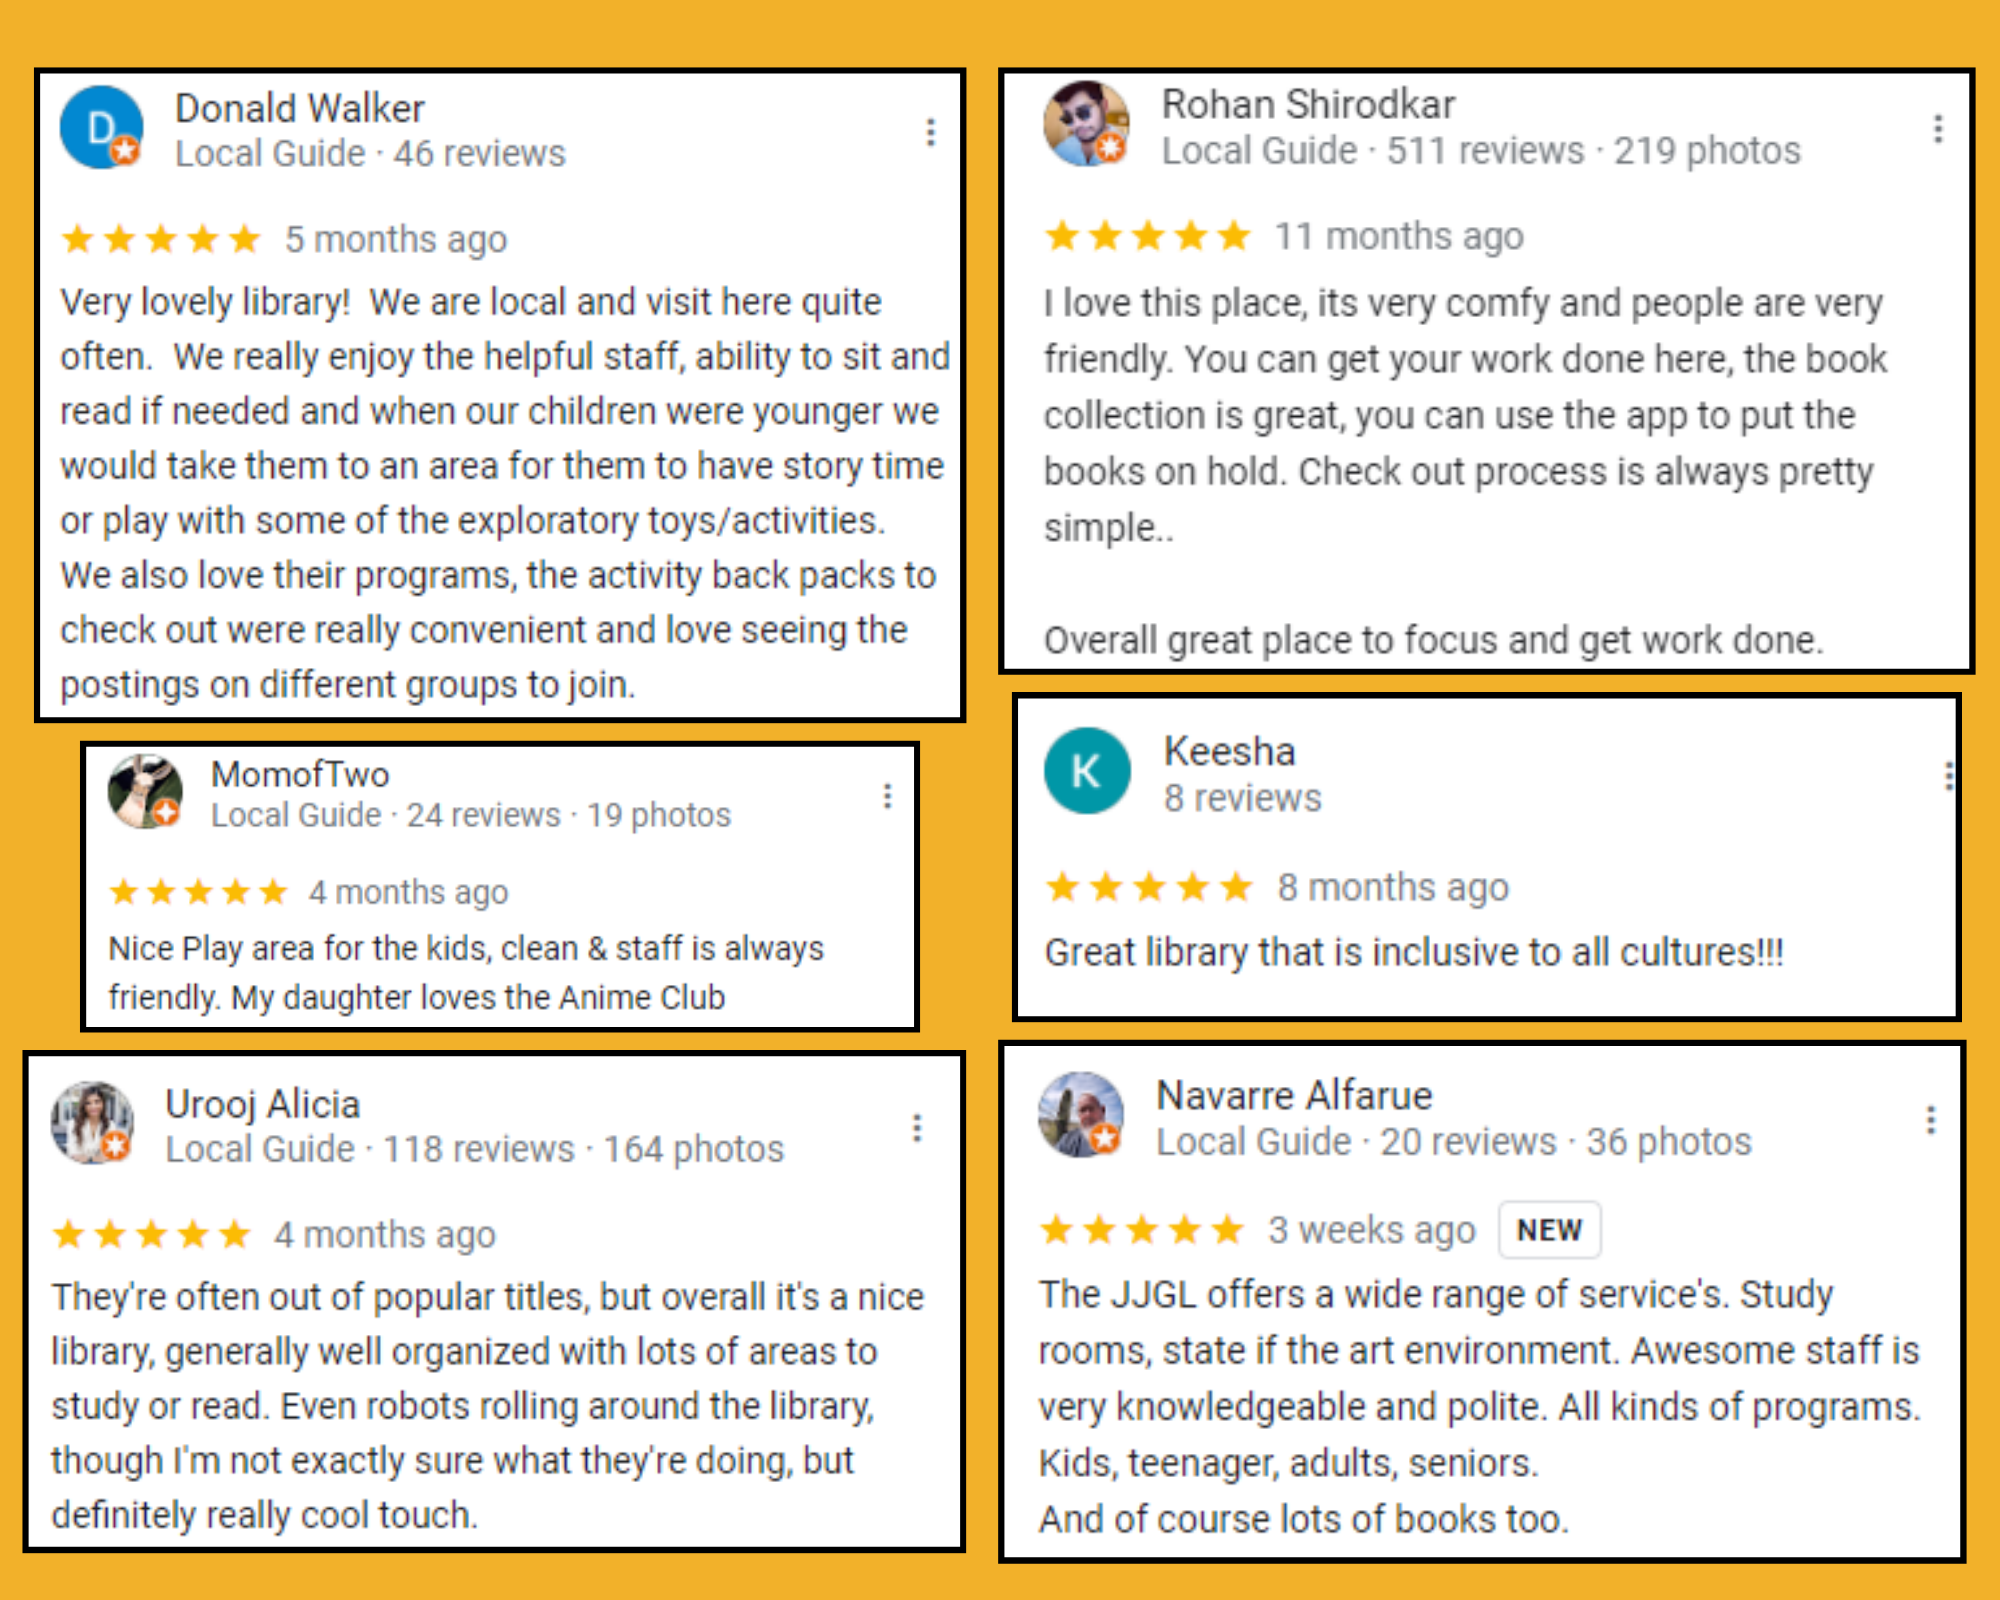 Donald Walker
Local Guide · 46 reviews
5 months ago
Very lovely library!  We are local and visit here quite
often.  We really enjoy the helpful staff, ability to sit and
read if needed and when our children were younger we
would take them to an area for them to have story time
or play with some of the exploratory toys/activities.
We also love their programs, the activity back packs to
check out were really convenient and love seeing the
postings on different groups to join.
MomofTwo
Local Guide · 24 reviews · 19 photos
4 months ago
Nice Play area for the kids, clean & staff is always
friendly. My daughter loves the Anime Club
Urooj Alicia
Local Guide · 118 reviews · 164 photos
4 months ago
They're often out of popular titles, but overall it's a nice
library, generally well organized with lots of areas to
study or read. Even robots rolling around the library,
though I'm not exactly sure what they're doing, but
definitely really cool touch.
Rohan Shirodkar
Local Guide · 511 reviews · 219 photos
11 months ago
I love this place, its very comfy and people are very
friendly. You can get your work done here, the book
collection is great, you can use the app to put the
books on hold. Check out process is always pretty
simple..
Overall great place to focus and get work done.
K
Keesha
8 reviews
8 months ago
Great library that is inclusive to all cultures!!!
Navarre Alfarue
Local Guide · 20 reviews · 36 photos
3 weeks ago NEW
The JJGL offers a wide range of service's. Study
rooms, state if the art environment. Awesome staff is
very knowledgeable and polite. All kinds of programs.
Kids, teenager, adults, seniors.
And of course lots of books too.